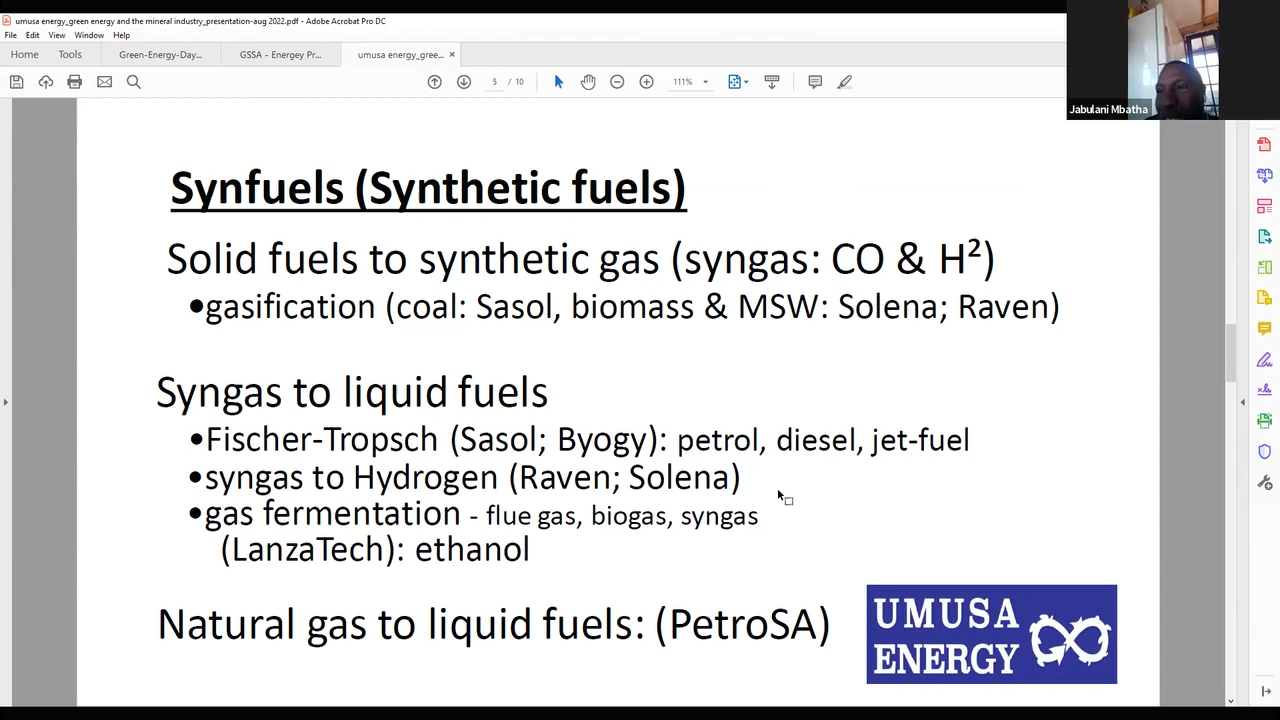 umusa energy_green energy and the mineral industry_presentation-aug 2022.pdf - Adobe Acrobat Pro DC
File Edit View Window Help
Home Tools Green-Energy-Day... GSSA - Energey Pr... umusa energy_gree... ×
5 / 10 111%
Jabulani Mbatha
Synfuels (Synthetic fuels)
Solid fuels to synthetic gas (syngas: CO & H²)
•gasification (coal: Sasol, biomass & MSW: Solena; Raven)
Syngas to liquid fuels
•Fischer-Tropsch (Sasol; Byogy): petrol, diesel, jet-fuel
•syngas to Hydrogen (Raven; Solena)
•gas fermentation - flue gas, biogas, syngas
(LanzaTech): ethanol
Natural gas to liquid fuels: (PetroSA)
UMUSA
ENERGY